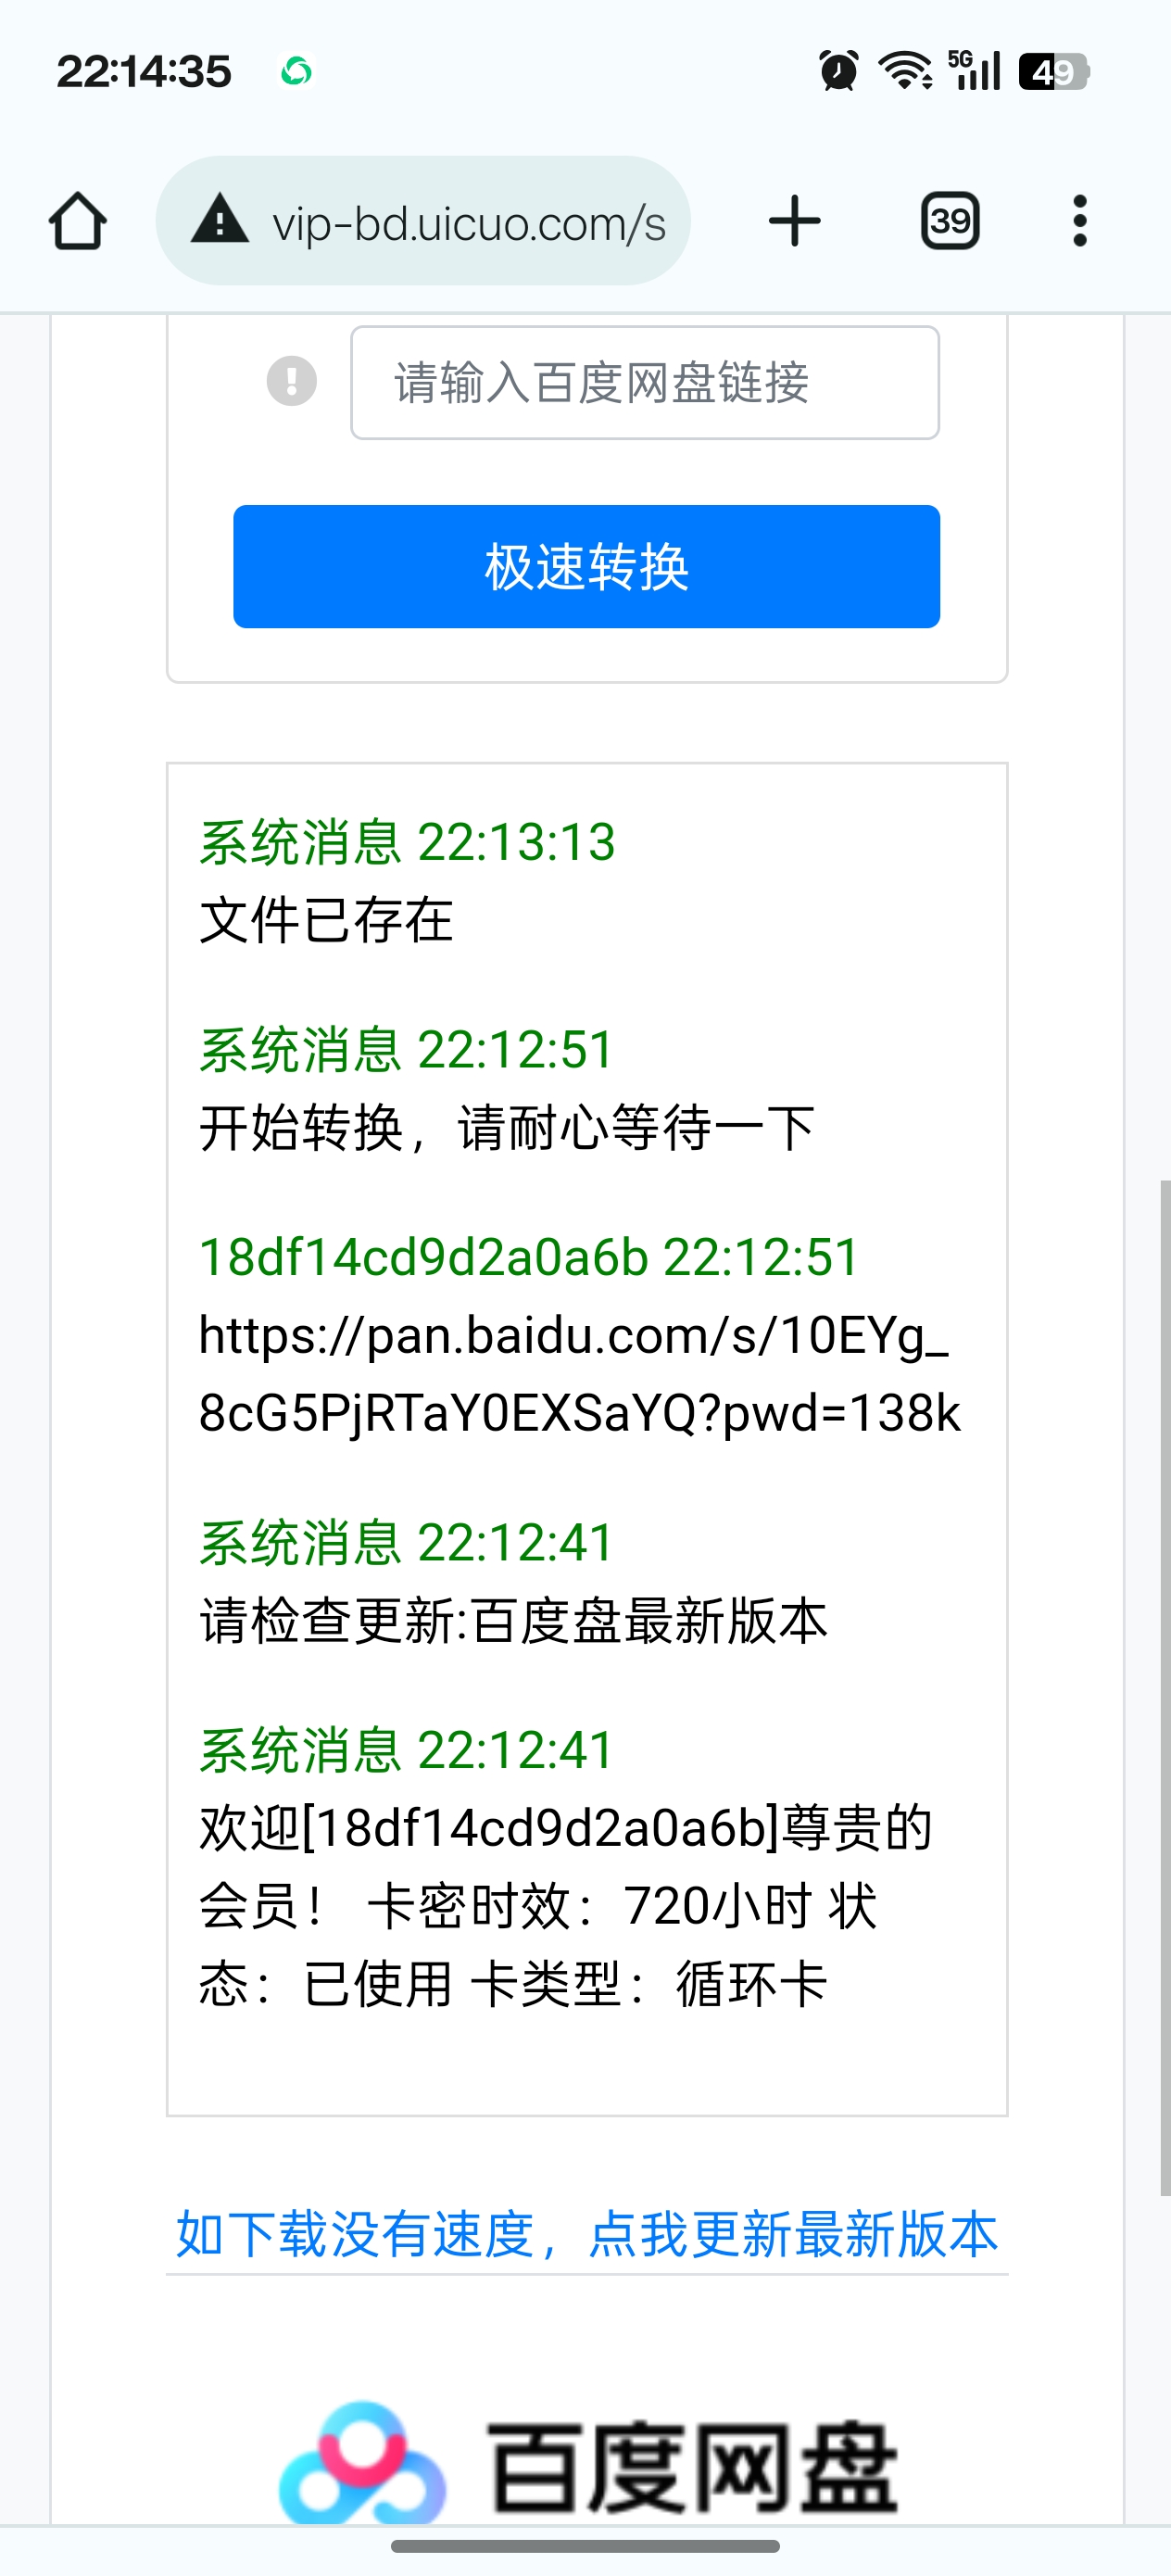 22:14:35
5G
49
vip-bd.uicuo.com/s
39
请输入百度网盘链接
极速转换
系统消息 22:13:13
文件已存在
系统消息 22:12:51
开始转换，请耐心等待一下
18df14cd9d2a0a6b 22:12:51
https://pan.baidu.com/s/10EYg_
8cG5PjRTaY0EXSaYQ?pwd=138k
系统消息 22:12:41
请检查更新:百度盘最新版本
系统消息 22:12:41
欢迎[18df14cd9d2a0a6b]尊贵的
会员！ 卡密时效：720小时 状
态：已使用 卡类型：循环卡
如下载没有速度，点我更新最新版本
百度网盘